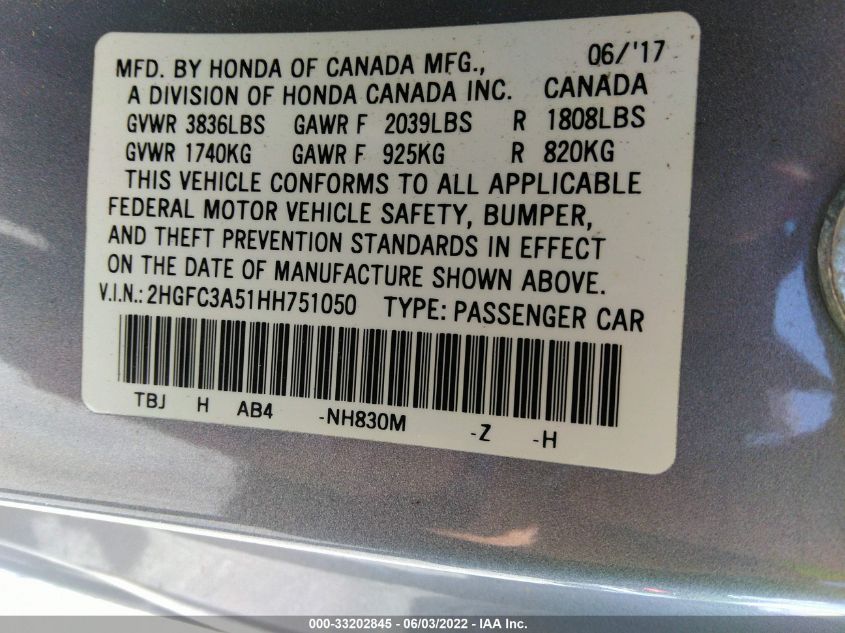 06/'17
MFD. BY HONDA OF CANADA MFG.,
A DIVISION OF HONDA CANADA INC. CANADA
GVWR 3836LBS GAWR F 2039LBS R 1808LBS
GVWR 1740KG GAWR F 925KG R 820KG
THIS VEHICLE CONFORMS TO ALL APPLICABLE
FEDERAL MOTOR VEHICLE SAFETY, BUMPER,
AND THEFT PREVENTION STANDARDS IN EFFECT
ON THE DATE OF MANUFACTURE SHOWN ABOVE.
V.I.N.: 2HGFC3A51HH751050 TYPE: PASSENGER CAR
TBJ H AB4 -NH830M -Z -H
000-33202845 - 06/03/2022 - IAA Inc.